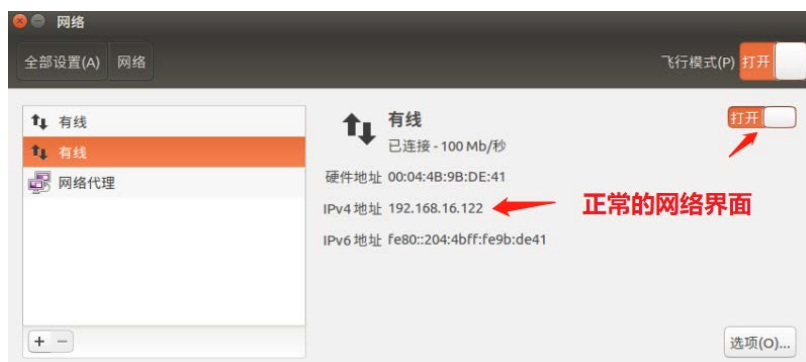 网络
全部设置(A) 网络 飞行模式(P) 打开
有线
有线
网络代理
有线 打开
已连接 - 100 Mb/秒
硬件地址 00:04:4B:9B:DE:41
IPv4 地址 192.168.16.122
正常的网络界面
IPv6 地址 fe80::204:4bff:fe9b:de41
+ −
选项(O)...